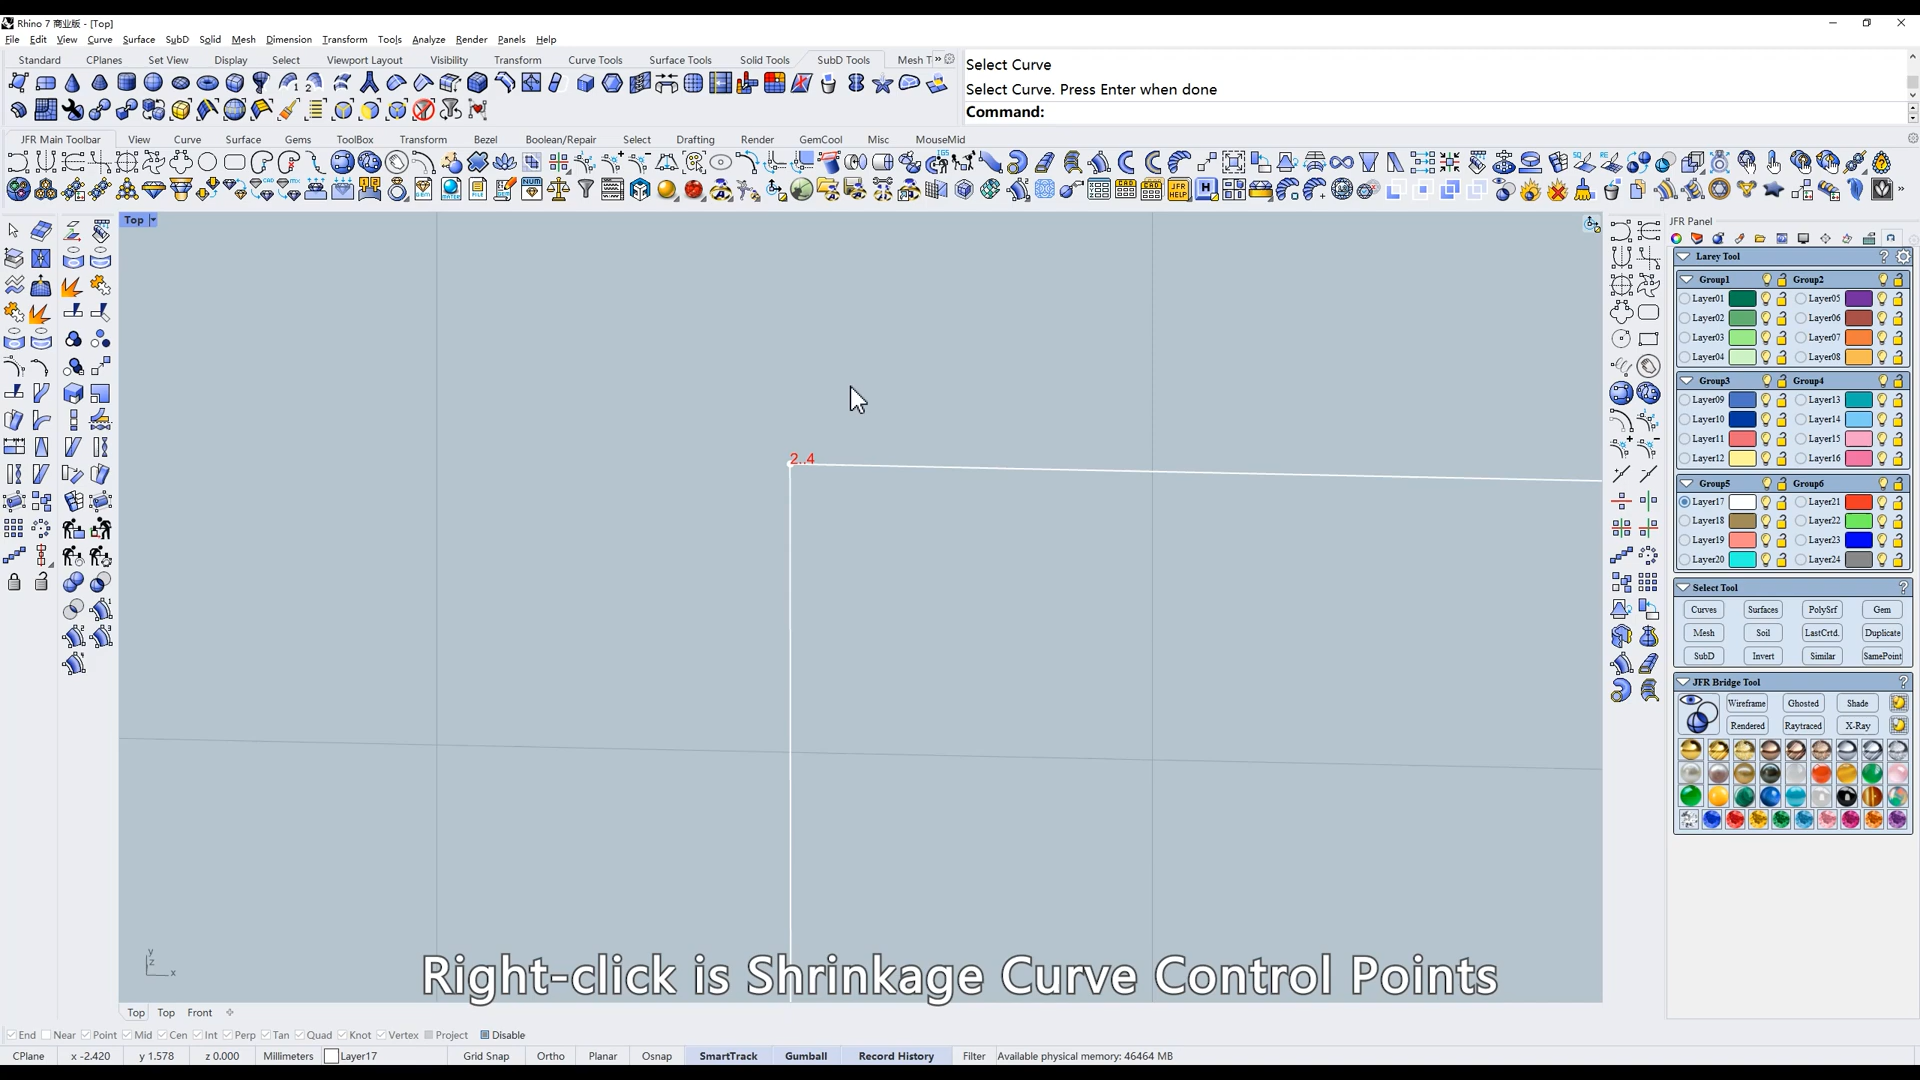 Rhino 7 商业版 - [Top]
File Edit View Curve Surface SubD Solid Mesh Dimension Transform Tools Analyze Render Panels Help
Standard CPlanes Set View Display Select Viewport Layout Visibility Transform Curve Tools Surface Tools Solid Tools SubD Tools Mesh T
Select Curve
Select Curve. Press Enter when done
Command:
JFR Main Toolbar View Curve Surface Gems ToolBox Transform Bezel Boolean/Repair Select Drafting Render GemCool Misc MouseMid
Top
JFR Panel
Larey Tool ?
Group1 Group2
Layer01 Layer05
Layer02 Layer06
Layer03 Layer07
Layer04 Layer08
Group3 Group4
Layer09 Layer13
Layer10 Layer14
Layer11 Layer15
Layer12 Layer16
Group5 Group6
Layer17 Layer21
Layer18 Layer22
Layer19 Layer23
Layer20 Layer24
Select Tool ?
Curves Surfaces PolySrf Gem
Mesh Soil LastCrtd. Duplicate
SubD Invert Similar SamePoint
JFR Bridge Tool ?
Wireframe Ghosted Shade
Rendered Raytraced X-Ray
2..4
y
z
x
Right-click is Shrinkage Curve Control Points
Top Top Front
End Near Point Mid Cen Int Perp Tan Quad Knot Vertex Project Disable
CPlane x -2.420 y 1.578 z 0.000 Millimeters Layer17 Grid Snap Ortho Planar Osnap SmartTrack Gumball Record History Filter Available physical memory: 46464 MB